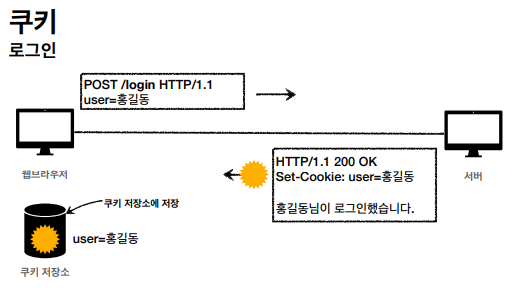 쿠키
로그인
POST /login HTTP/1.1
user=홍길동
웹브라우저
서버
HTTP/1.1 200 OK
Set-Cookie: user=홍길동
홍길동님이 로그인했습니다.
쿠키 저장소에 저장
user=홍길동
쿠키 저장소